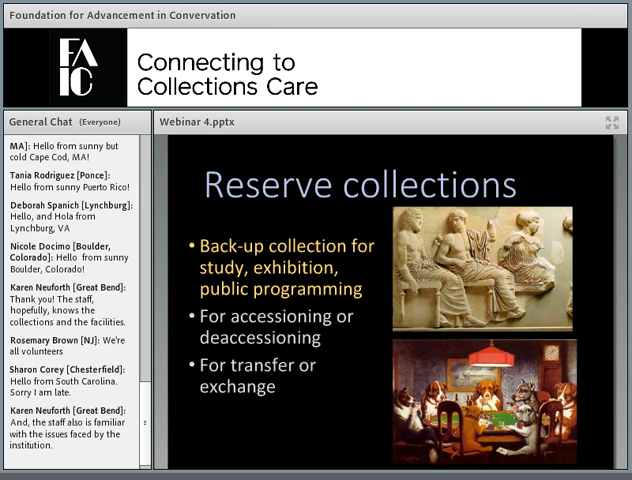 Foundation for Advancement in Convervation
FA
IC
Connecting to
Collections Care
General Chat (Everyone)
MA]: Hello from sunny but
cold Cape Cod, MA!
Tania Rodriguez [Ponce]:
Hello from sunny Puerto Rico!
Deborah Spanich [Lynchburg]:
Hello, and Hola from
Lynchburg, VA
Nicole Docimo [Boulder,
Colorado]: Hello from sunny
Boulder, Colorado!
Karen Neuforth [Great Bend]:
Thank you! The staff,
hopefully, knows the
collections and the facilities.
Rosemary Brown [NJ]: We're
all volunteers
Sharon Corey [Chesterfield]:
Hello from South Carolina.
Sorry I am late.
Karen Neuforth [Great Bend]:
And, the staff also is familiar
with the issues faced by the
institution.
Webinar 4.pptx
Reserve collections
• Back-up collection for
study, exhibition,
public programming
• For accessioning or
deaccessioning
• For transfer or
exchange